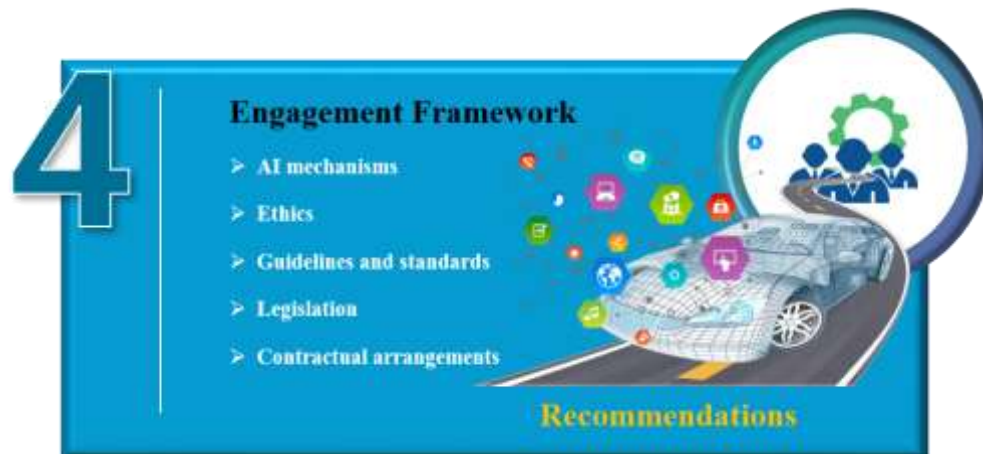 4
Engagement Framework
➢ AI mechanisms
➢ Ethics
➢ Guidelines and standards
➢ Legislation
➢ Contractual arrangements
Recommendations